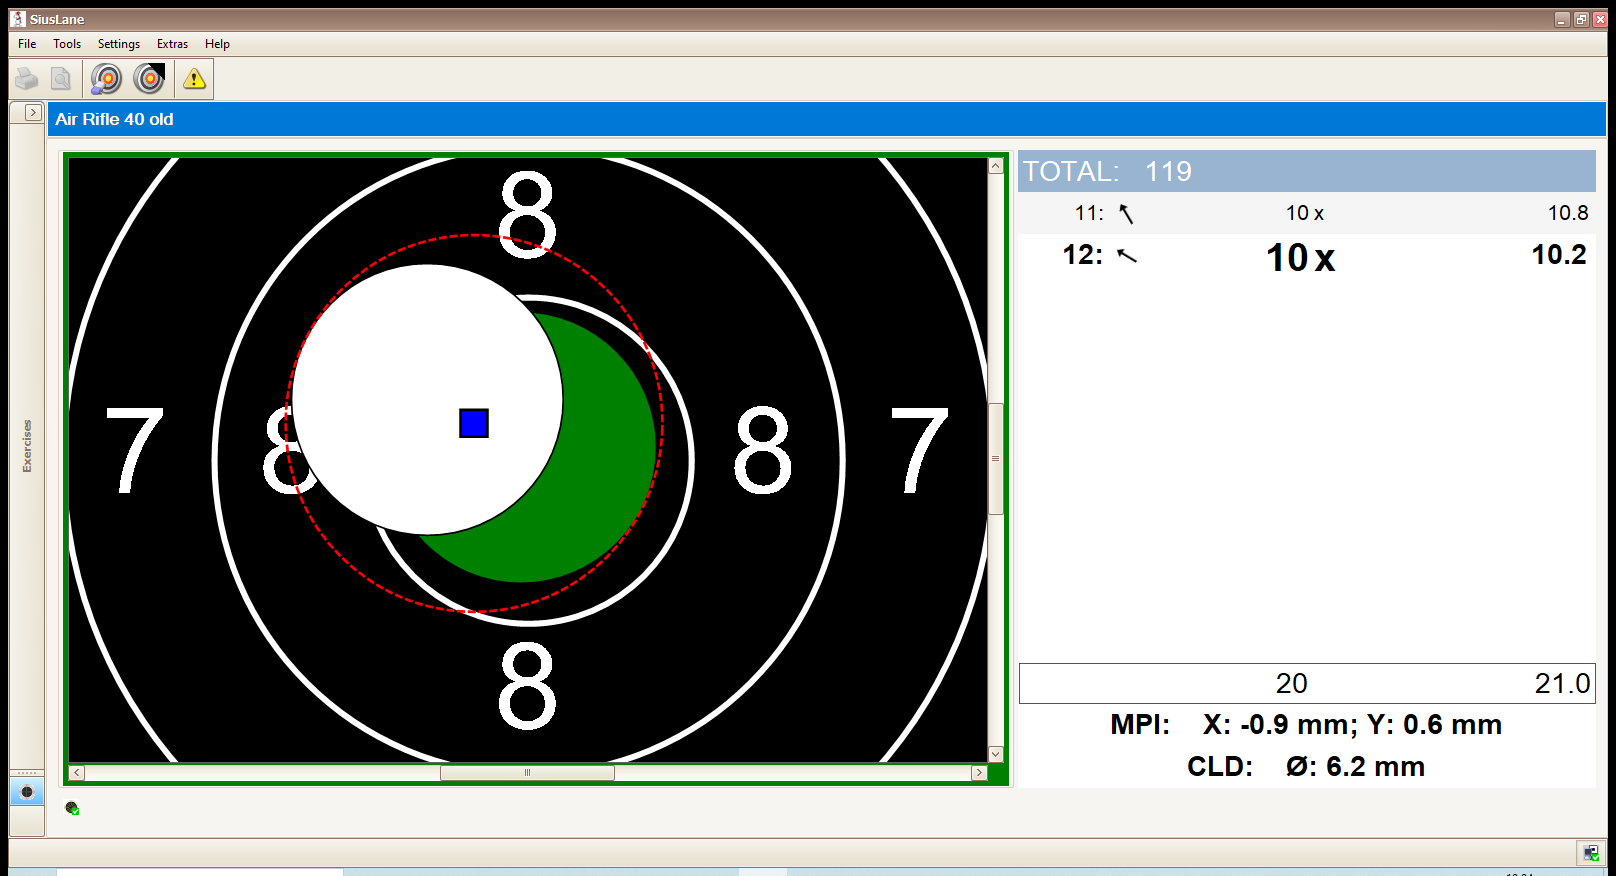 SiusLane
File Tools Settings Extras Help
Air Rifle 40 old
Exercises
8
7 8 8 7
8
TOTAL: 119
11: 10 x 10.8
12: 10 x 10.2
20 21.0
MPI: X: -0.9 mm; Y: 0.6 mm
CLD: Ø: 6.2 mm